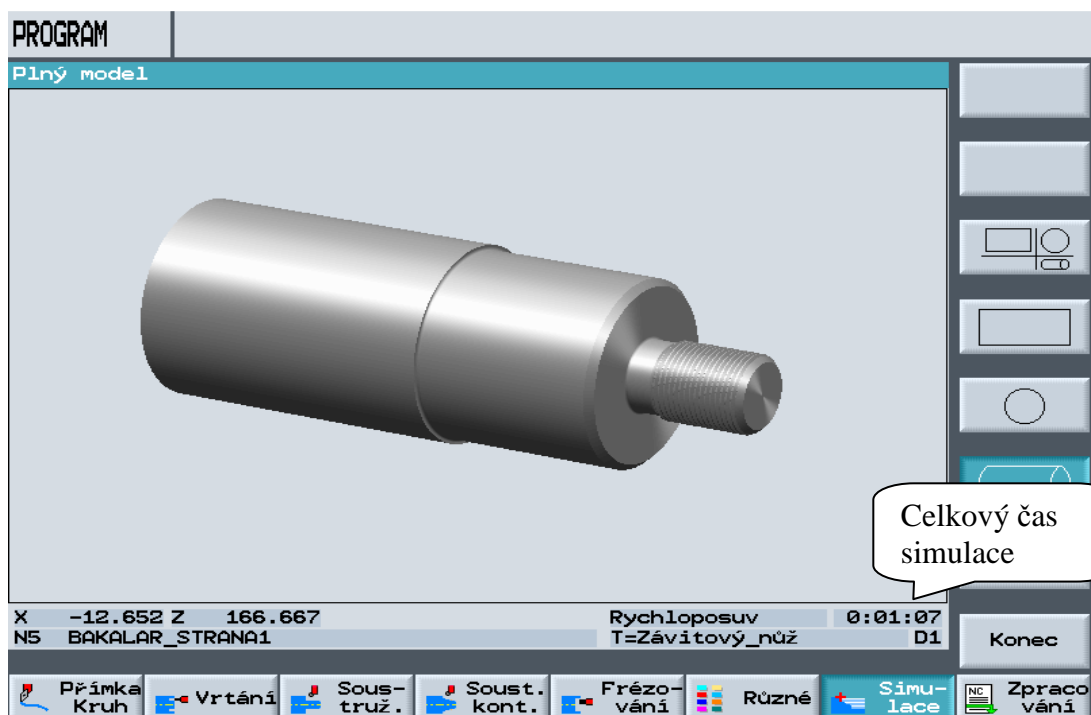 PROGRAM
Plný model
Celkový čas
simulace
X -12.652 Z 166.667 Rychloposuv 0:01:07
N5 BAKALAR_STRANA1 T=Závitový_nůž D1
Konec
Přímka
Kruh
Vrtání
Sous-
truž.
Soust.
kont.
Frézo-
vání
Různé
Simu-
lace
NC
Zpraco
vání